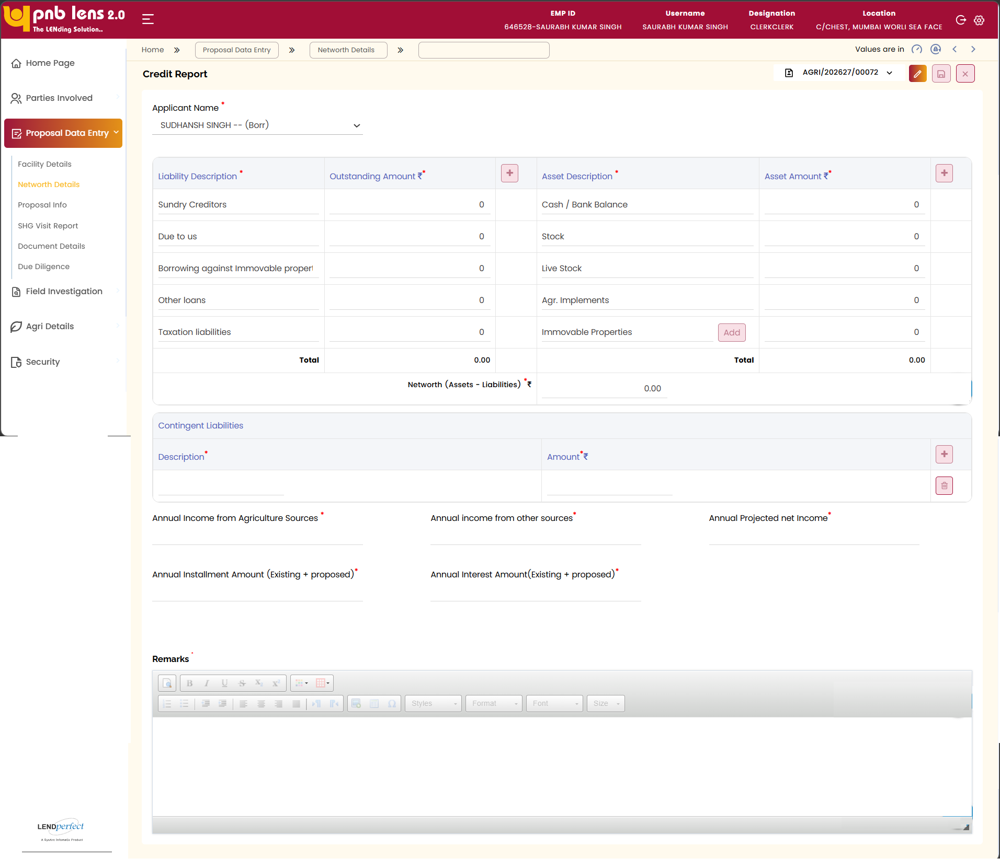 pnb lens 2.0
The LENding Solution..
EMP ID
646528-SAURABH KUMAR SINGH
Username
SAURABH KUMAR SINGH
Designation
CLERKCLERK
Location
C/CHEST, MUMBAI WORLI SEA FACE
Home » Proposal Data Entry » Networth Details »
Values are in
Home Page
Parties Involved
Proposal Data Entry
Facility Details
Networth Details
Proposal Info
SHG Visit Report
Document Details
Due Diligence
Field Investigation
Agri Details
Security
LENDperfect
A SysArc Infomatix Product
Credit Report
AGRI/202627/00072
Applicant Name *
SUDHANSH SINGH -- (Borr)
Liability Description * Outstanding Amount ₹* + Asset Description * Asset Amount ₹* +
Sundry Creditors 0 Cash / Bank Balance 0
Due to us 0 Stock 0
Borrowing against Immovable propert 0 Live Stock 0
Other loans 0 Agr. Implements 0
Taxation liabilities 0 Immovable Properties Add 0
Total 0.00 Total 0.00
Networth (Assets - Liabilities) *₹ 0.00
Contingent Liabilities
Description* Amount*₹ +
Annual Income from Agriculture Sources * Annual income from other sources* Annual Projected net Income*
Annual Installment Amount (Existing + proposed)* Annual Interest Amount(Existing + proposed)*
Remarks *
B I U S X₂ X²
Styles Format Font Size